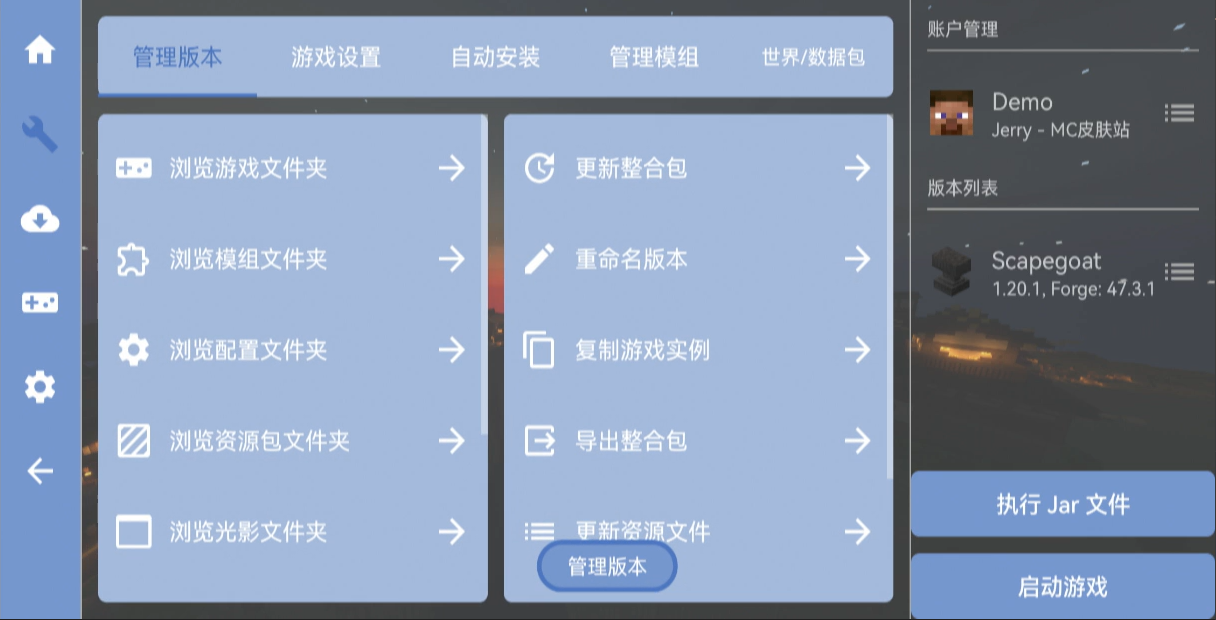 管理版本
游戏设置
自动安装
管理模组
世界/数据包
浏览游戏文件夹
浏览模组文件夹
浏览配置文件夹
浏览资源包文件夹
浏览光影文件夹
更新整合包
重命名版本
复制游戏实例
导出整合包
更新资源文件
管理版本
账户管理
Demo
Jerry - MC皮肤站
版本列表
Scapegoat
1.20.1, Forge: 47.3.1
执行 Jar 文件
启动游戏